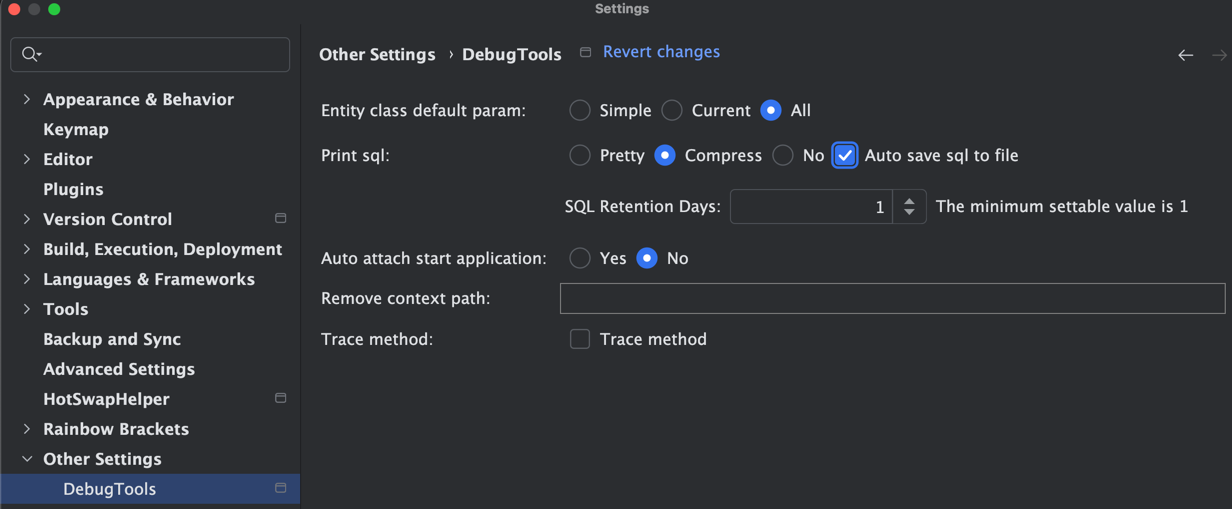 Settings
Other Settings › DebugTools Revert changes
Appearance & Behavior
Keymap
Editor
Plugins
Version Control
Build, Execution, Deployment
Languages & Frameworks
Tools
Backup and Sync
Advanced Settings
HotSwapHelper
Rainbow Brackets
Other Settings
DebugTools
Entity class default param: Simple Current All
Print sql: Pretty Compress No Auto save sql to file
SQL Retention Days: 1 The minimum settable value is 1
Auto attach start application: Yes No
Remove context path:
Trace method: Trace method